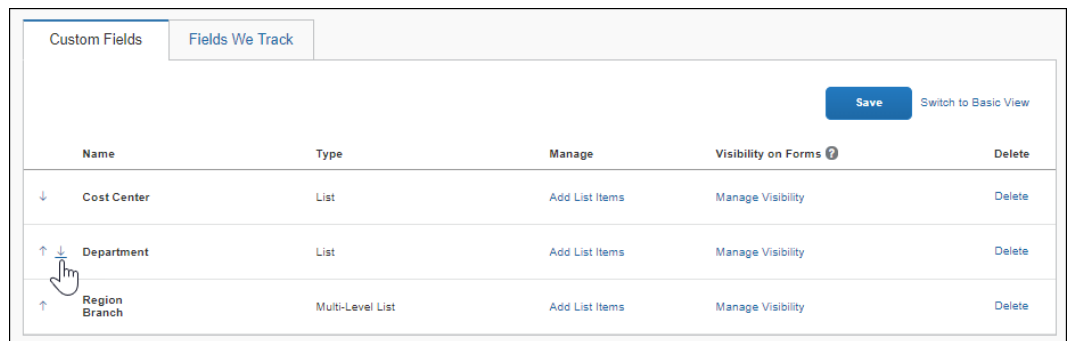 Custom Fields Fields We Track
Save Switch to Basic View
Name Type Manage Visibility on Forms ? Delete
Cost Center List Add List Items Manage Visibility Delete
Department List Add List Items Manage Visibility Delete
Region
Branch Multi-Level List Add List Items Manage Visibility Delete